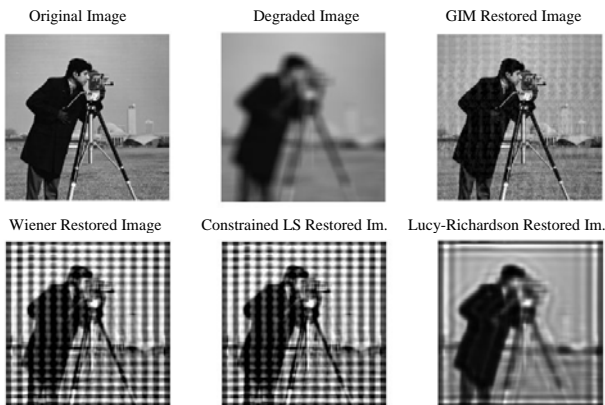 Original Image
Degraded Image
GIM Restored Image
Wiener Restored Image
Constrained LS Restored Im.
Lucy-Richardson Restored Im.